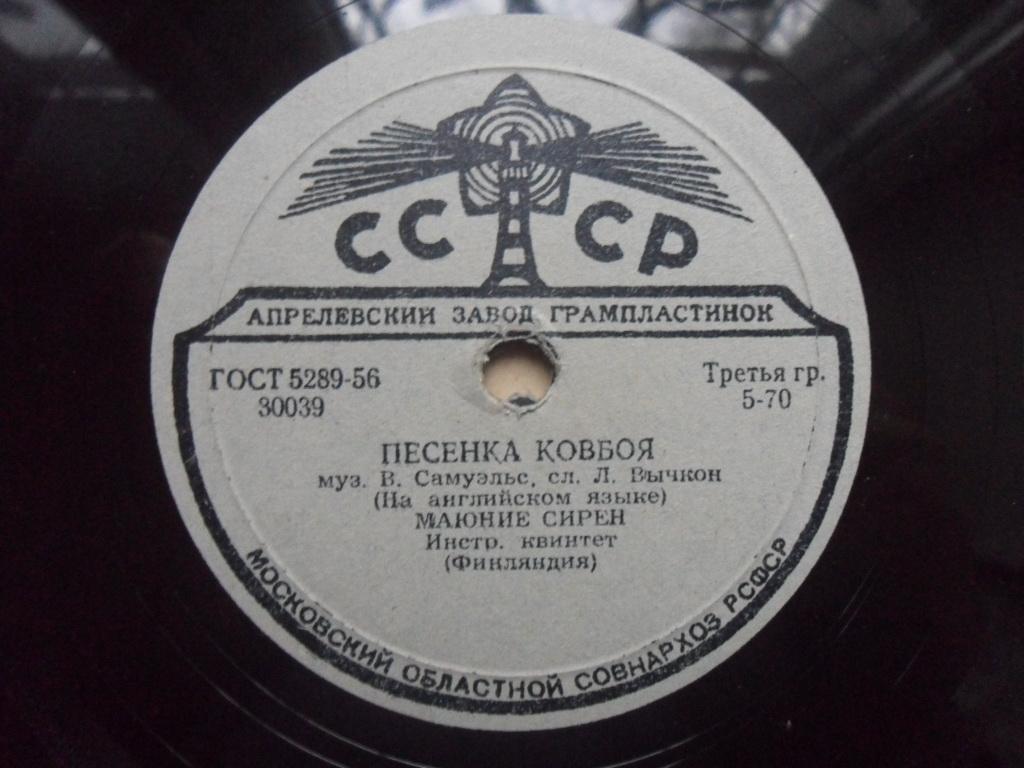 СССР
АПРЕЛЕВСКИЙ ЗАВОД ГРАМПЛАСТИНОК
ГОСТ 5289-56
30039
Третья гр.
5-70
ПЕСЕНКА КОВБОЯ
муз. В. Самуэльс, сл. Л. Вычкон
(На английском языке)
МАЮНИЕ СИРЕН
Инстр. квинтет
(Финляндия)
МОСКОВСКИЙ ОБЛАСТНОЙ СОВНАРХОЗ РСФСР